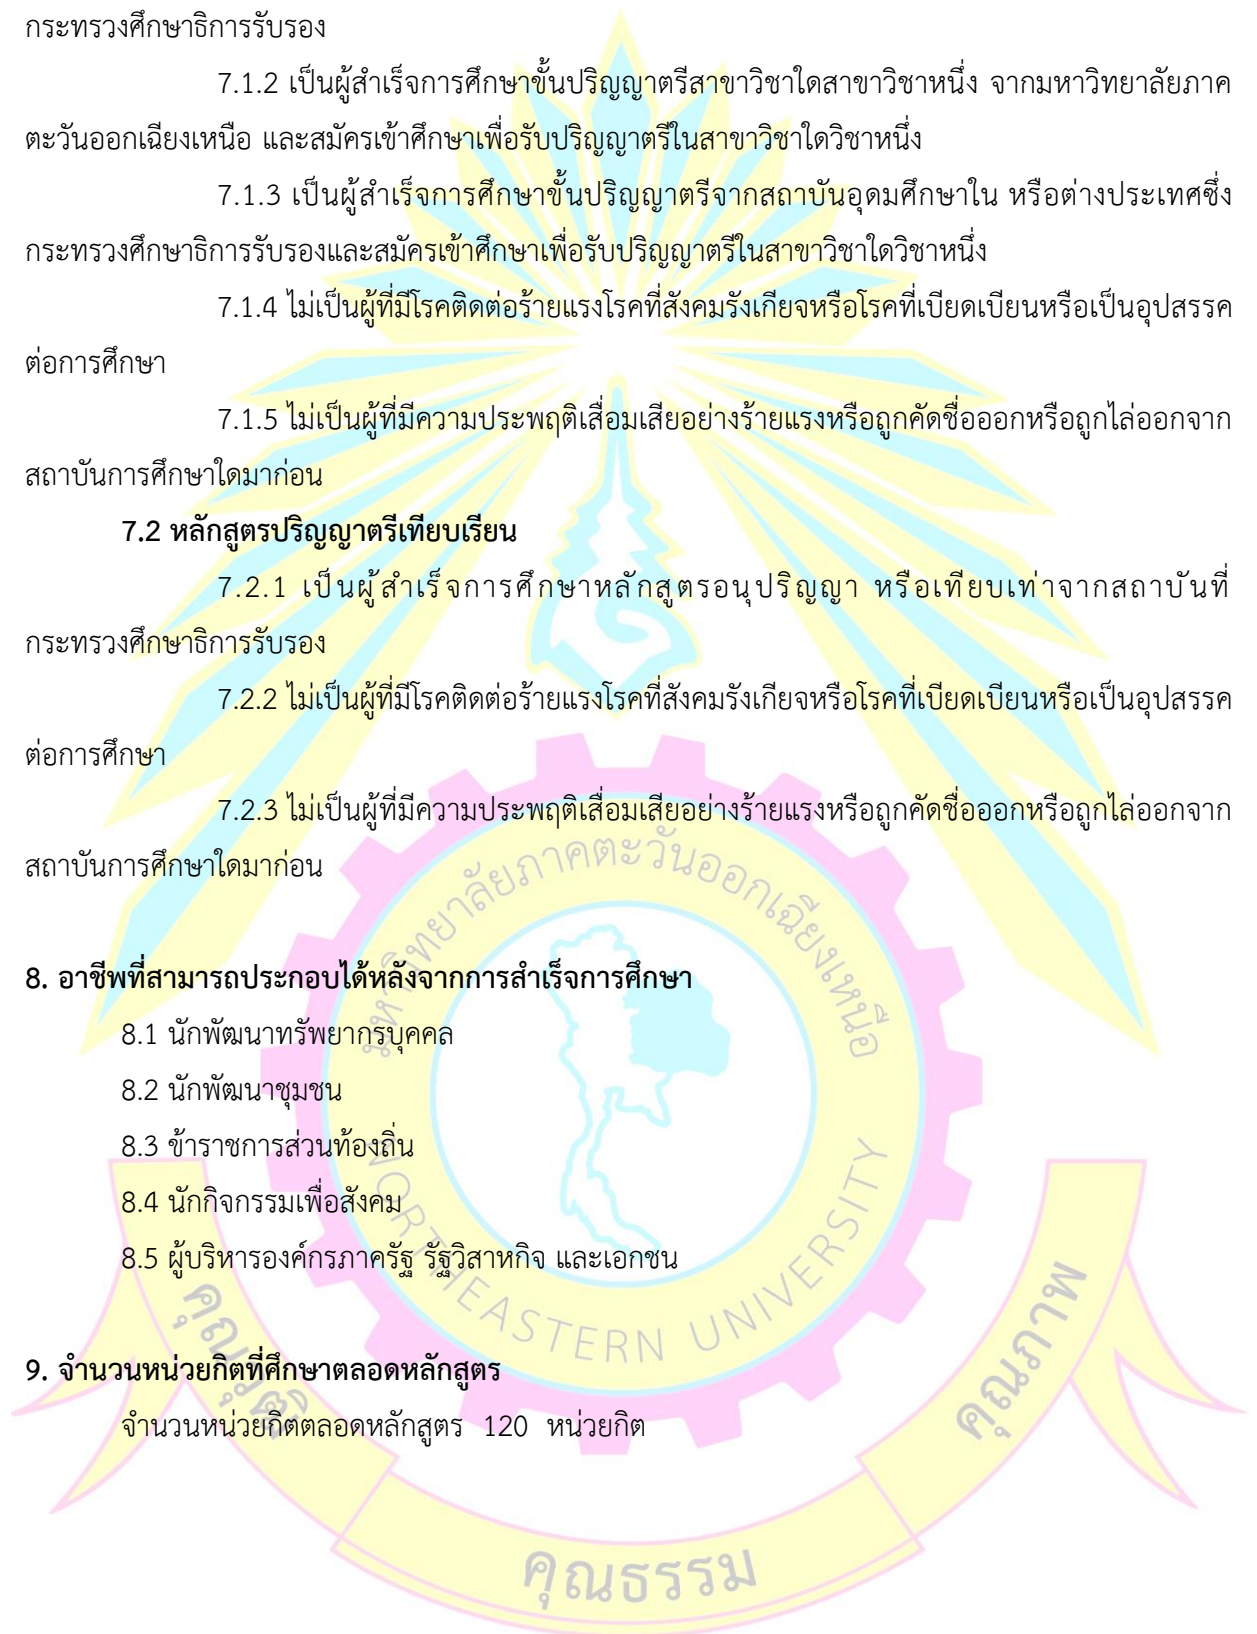 กระทรวงศึกษาธิการรับรอง
7.1.2 เป็นผู้สำเร็จการศึกษาขั้นปริญญาตรีสาขาวิชาใดสาขาวิชาหนึ่ง จากมหาวิทยาลัยภาค
ตะวันออกเฉียงเหนือ และสมัครเข้าศึกษาเพื่อรับปริญญาตรีในสาขาวิชาใดวิชาหนึ่ง
7.1.3 เป็นผู้สำเร็จการศึกษาขั้นปริญญาตรีจากสถาบันอุดมศึกษาใน หรือต่างประเทศซึ่ง
กระทรวงศึกษาธิการรับรองและสมัครเข้าศึกษาเพื่อรับปริญญาตรีในสาขาวิชาใดวิชาหนึ่ง
7.1.4 ไม่เป็นผู้ที่มีโรคติดต่อร้ายแรงโรคที่สังคมรังเกียจหรือโรคที่เบียดเบียนหรือเป็นอุปสรรค
ต่อการศึกษา
7.1.5 ไม่เป็นผู้ที่มีความประพฤติเสื่อมเสียอย่างร้ายแรงหรือถูกคัดชื่อออกหรือถูกไล่ออกจาก
สถาบันการศึกษาใดมาก่อน
7.2 หลักสูตรปริญญาตรีเทียบเรียน
7.2.1 เป็นผู้สำเร็จการศึกษาหลักสูตรอนุปริญญา หรือเทียบเท่าจากสถาบันที่
กระทรวงศึกษาธิการรับรอง
7.2.2 ไม่เป็นผู้ที่มีโรคติดต่อร้ายแรงโรคที่สังคมรังเกียจหรือโรคที่เบียดเบียนหรือเป็นอุปสรรค
ต่อการศึกษา
7.2.3 ไม่เป็นผู้ที่มีความประพฤติเสื่อมเสียอย่างร้ายแรงหรือถูกคัดชื่อออกหรือถูกไล่ออกจาก
สถาบันการศึกษาใดมาก่อน
มหาวิทยาลัยภาคตะวันออกเฉียงเหนือ
8. อาชีพที่สามารถประกอบได้หลังจากการสำเร็จการศึกษา
8.1 นักพัฒนาทรัพยากรบุคคล
8.2 นักพัฒนาชุมชน
8.3 ข้าราชการส่วนท้องถิ่น
8.4 นักกิจกรรมเพื่อสังคม
8.5 ผู้บริหารองค์กรภาครัฐ รัฐวิสาหกิจ และเอกชน
NORTHEASTERN UNIVERSITY
9. จำนวนหน่วยกิตที่ศึกษาตลอดหลักสูตร
จำนวนหน่วยกิตตลอดหลักสูตร 120 หน่วยกิต
คุณวุฒิ
คุณธรรม
คุณภาพ